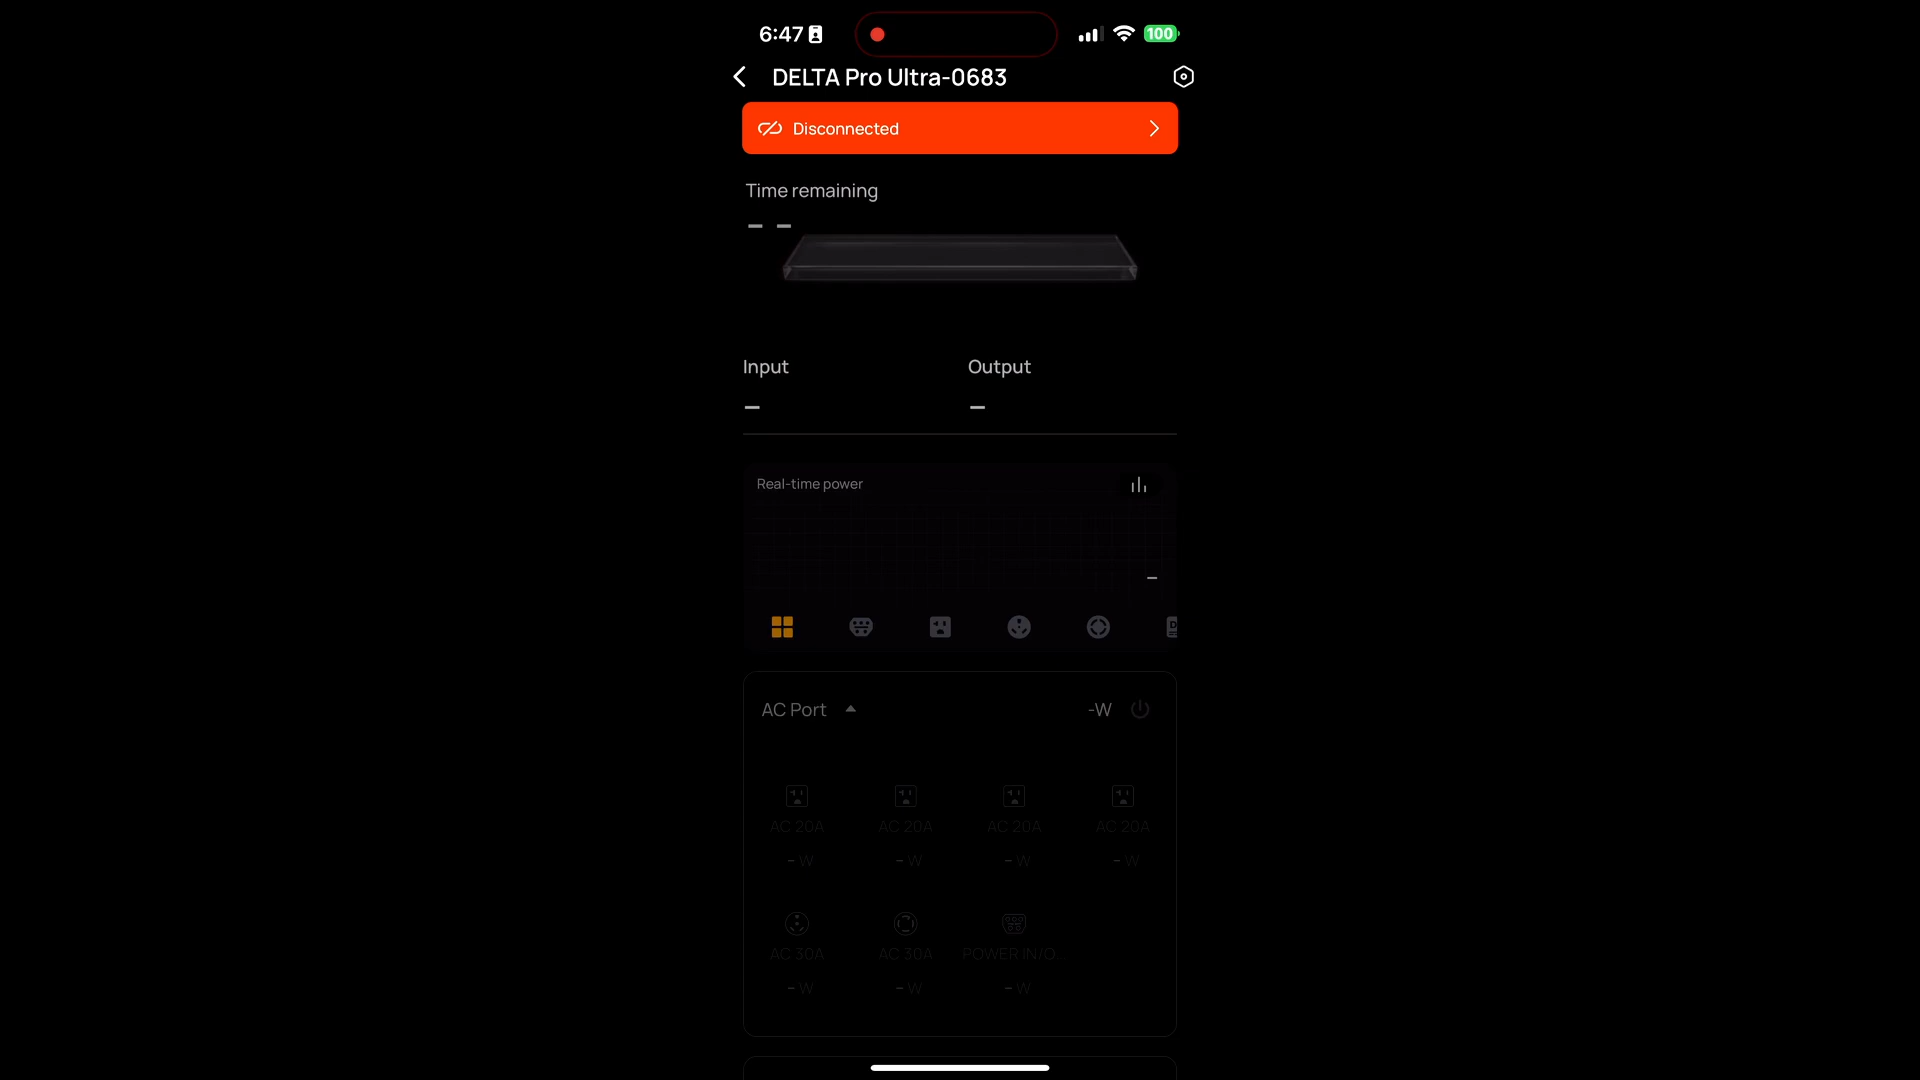 6:47
100
DELTA Pro Ultra-0683
Disconnected
Time remaining
– –
Input
Output
–
–
Real-time power
–
AC Port
-W
AC 20A
AC 20A
AC 20A
AC 20A
– W
– W
– W
– W
AC 30A
AC 30A
POWER IN/O...
– W
– W
– W